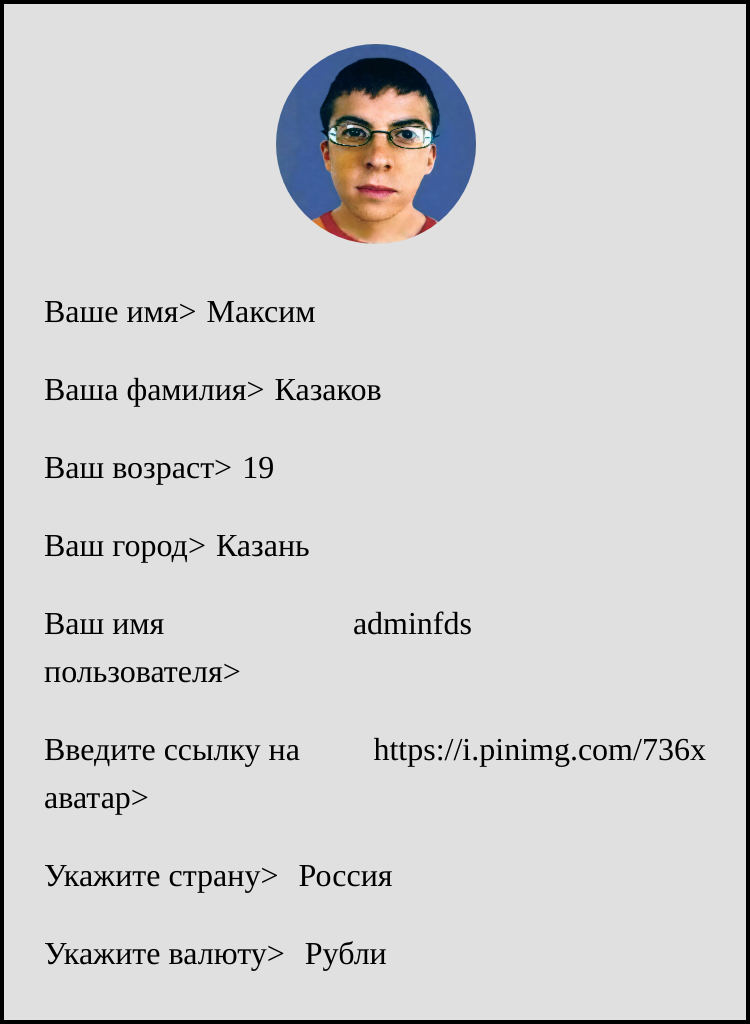 Ваше имя> Максим
Ваша фамилия> Казаков
Ваш возраст> 19
Ваш город> Казань
Ваш имя adminfds
пользователя>
Введите ссылку на https://i.pinimg.com/736x
аватар>
Укажите страну> Россия
Укажите валюту> Рубли